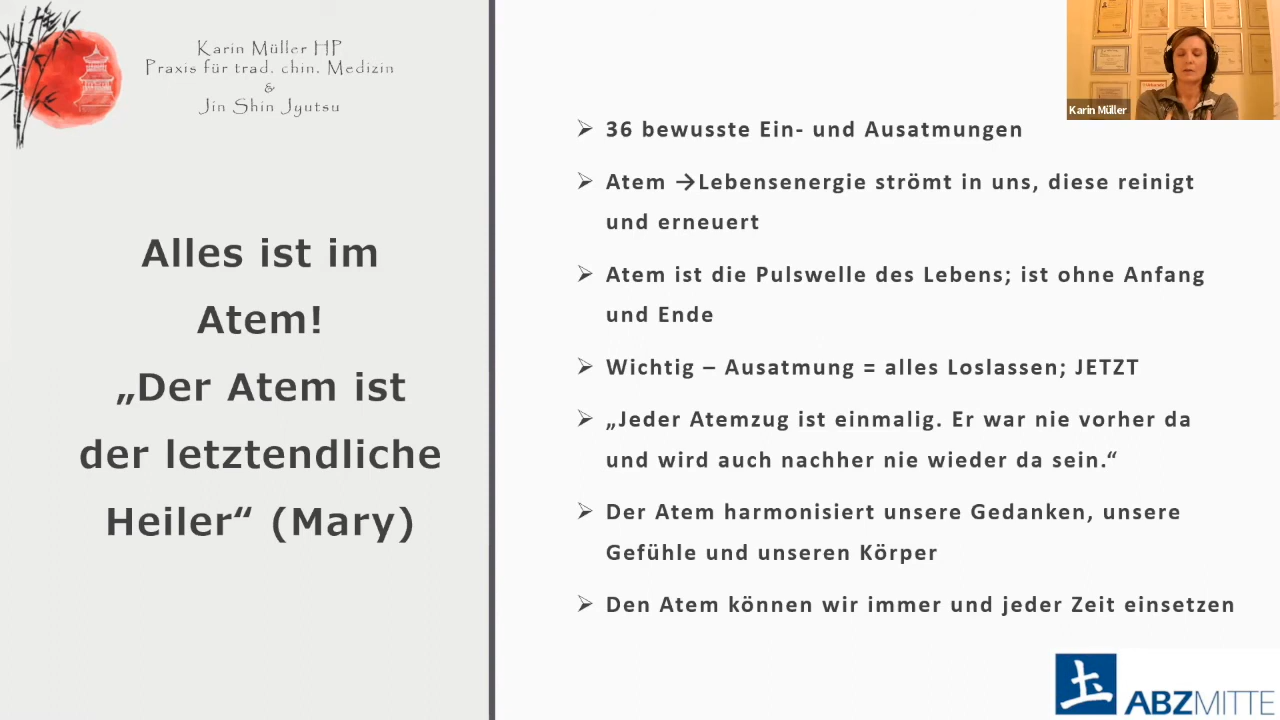 Karin Müller HP
Praxis für trad. chin. Medizin
&
Jin Shin Jyutsu
Alles ist im
Atem!
„Der Atem ist
der letztendliche
Heiler“ (Mary)
Karin Müller
➢ 36 bewusste Ein- und Ausatmungen
➢ Atem →Lebensenergie strömt in uns, diese reinigt
und erneuert
➢ Atem ist die Pulswelle des Lebens; ist ohne Anfang
und Ende
➢ Wichtig – Ausatmung = alles Loslassen; JETZT
➢ „Jeder Atemzug ist einmalig. Er war nie vorher da
und wird auch nachher nie wieder da sein.“
➢ Der Atem harmonisiert unsere Gedanken, unsere
Gefühle und unseren Körper
➢ Den Atem können wir immer und jeder Zeit einsetzen
ABZMITTE